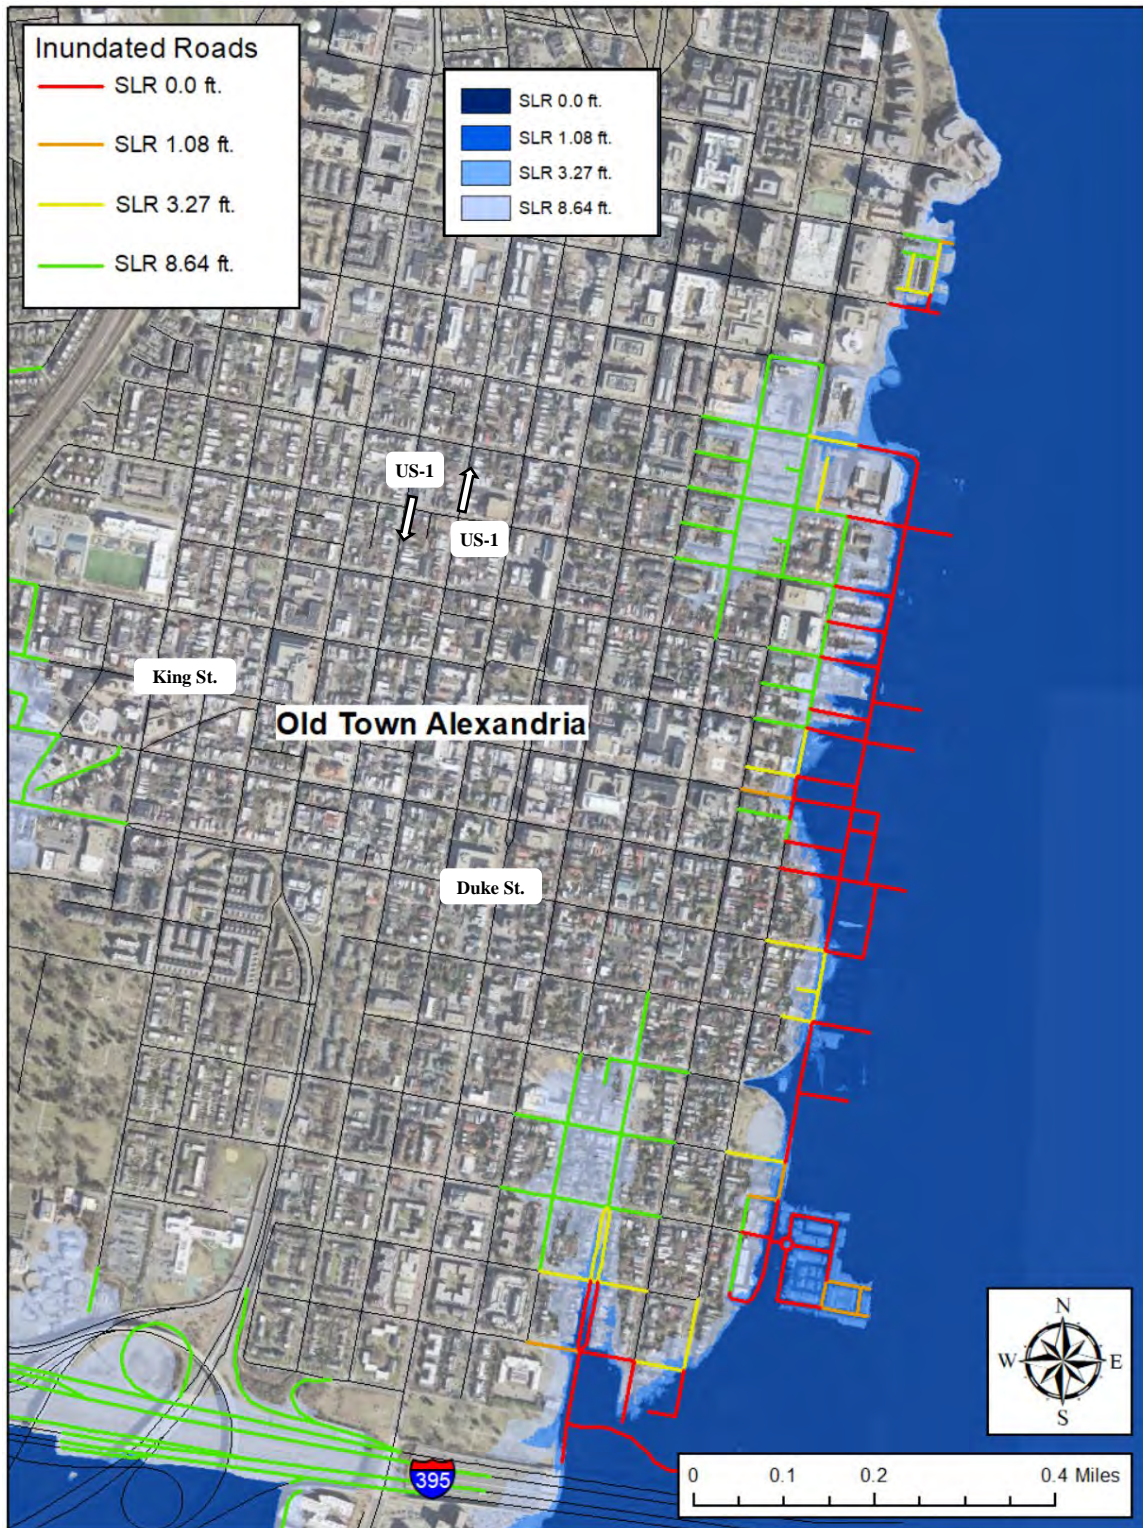 Inundated Roads
SLR 0.0 ft.
SLR 1.08 ft.
SLR 3.27 ft.
SLR 8.64 ft.
SLR 0.0 ft.
SLR 1.08 ft.
SLR 3.27 ft.
SLR 8.64 ft.
US-1
US-1
King St.
Old Town Alexandria
Duke St.
N
W E
S
395
0 0.1 0.2 0.4 Miles